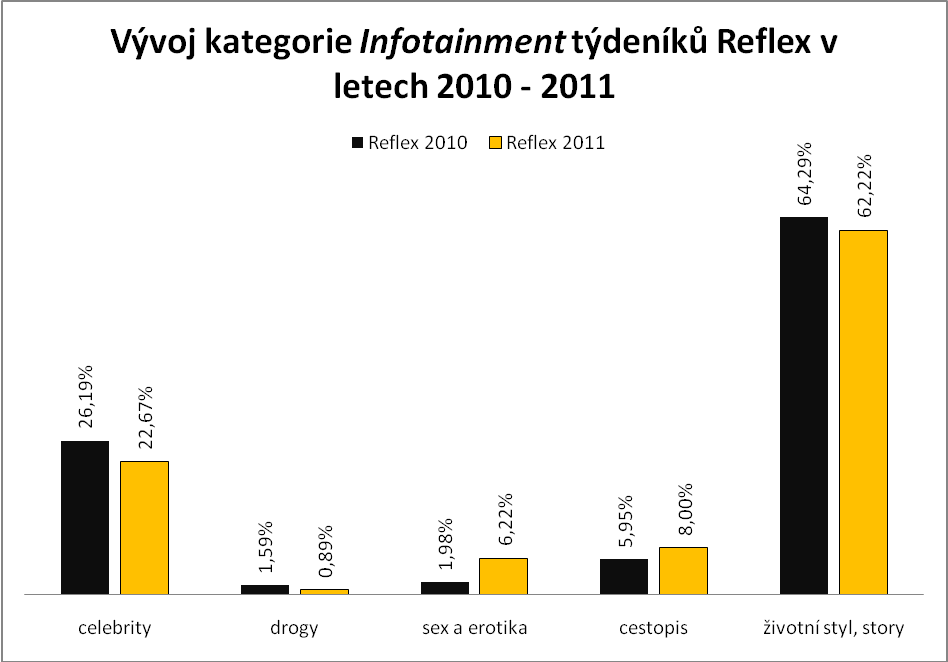 Vývoj kategorie Infotainment týdeníků Reflex v
letech 2010 - 2011
Reflex 2010 Reflex 2011
26,19% 22,67% 1,59% 0,89% 1,98% 6,22% 5,95% 8,00% 64,29% 62,22%
celebrity drogy sex a erotika cestopis životní styl, story